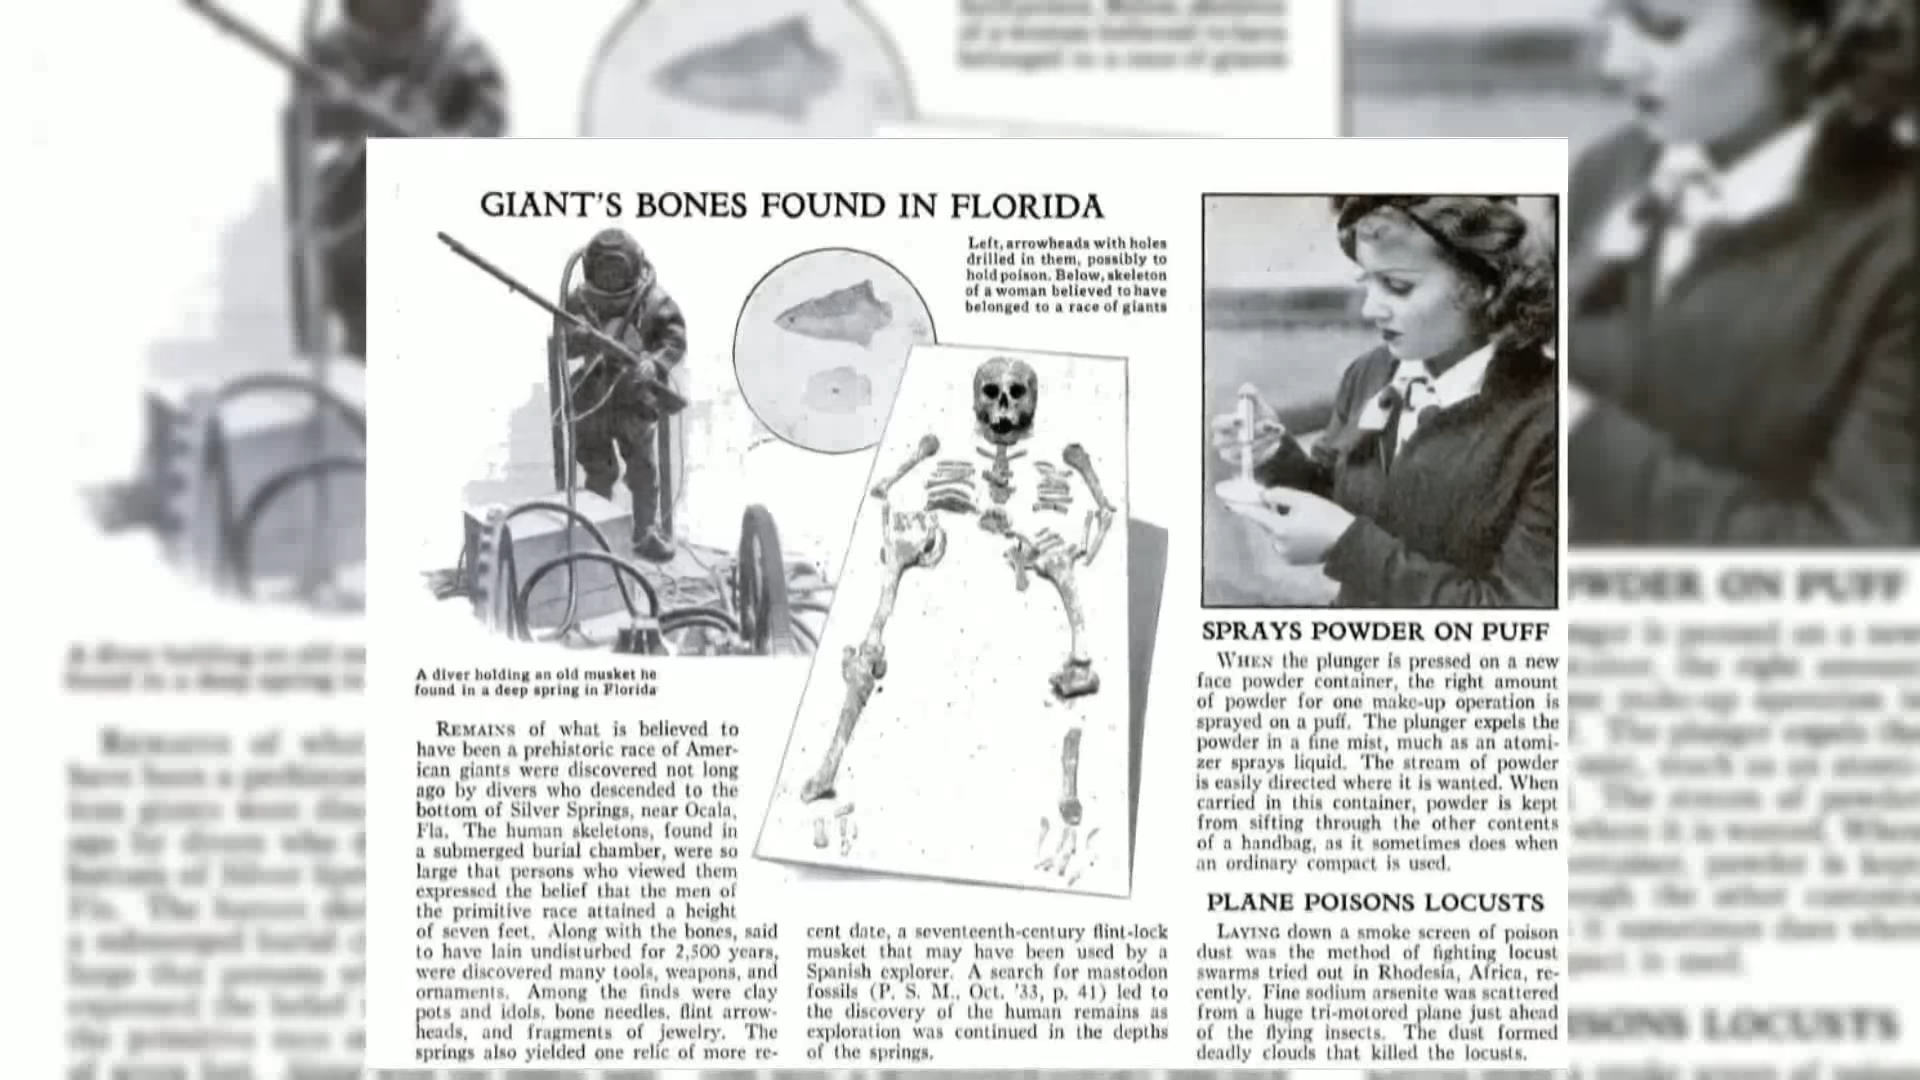 GIANT'S BONES FOUND IN FLORIDA
Left, arrowheads with holes
drilled in them, possibly to
hold poison. Below, skeleton
of a woman believed to have
belonged to a race of giants
A diver holding an old musket he
found in a deep spring in Florida
REMAINS of what is believed to
have been a prehistoric race of Amer-
ican giants were discovered not long
ago by divers who descended to the
bottom of Silver Springs, near Ocala,
Fla. The human skeletons, found in
a submerged burial chamber, were so
large that persons who viewed them
expressed the belief that the men of
the primitive race attained a height
of seven feet. Along with the bones, said
to have lain undisturbed for 2,500 years,
were discovered many tools, weapons, and
ornaments. Among the finds were clay
pots and idols, bone needles, flint arrow-
heads, and fragments of jewelry. The
springs also yielded one relic of more re-
cent date, a seventeenth-century flint-lock
musket that may have been used by a
Spanish explorer. A search for mastodon
fossils (P. S. M., Oct. '33, p. 41) led to
the discovery of the human remains as
exploration was continued in the depths
of the springs.
SPRAYS POWDER ON PUFF
WHEN the plunger is pressed on a new
face powder container, the right amount
of powder for one make-up operation is
sprayed on a puff. The plunger expels the
powder in a fine mist, much as an atomi-
zer sprays liquid. The stream of powder
is easily directed where it is wanted. When
carried in this container, powder is kept
from sifting through the other contents
of a handbag, as it sometimes does when
an ordinary compact is used.
PLANE POISONS LOCUSTS
LAYING down a smoke screen of poison
dust was the method of fighting locust
swarms tried out in Rhodesia, Africa, re-
cently. Fine sodium arsenite was scattered
from a huge tri-motored plane just ahead
of the flying insects. The dust formed
deadly clouds that killed the locusts.